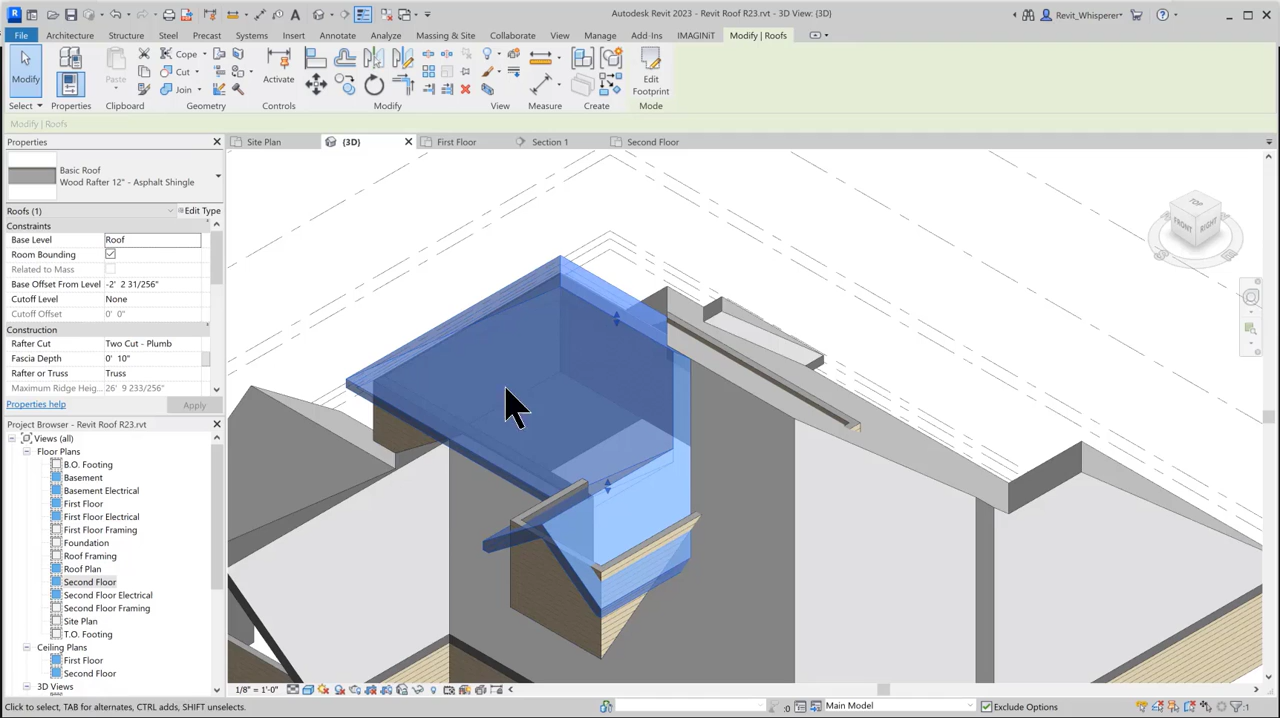 Autodesk Revit 2023 - Revit Roof R23.rvt - 3D View: {3D}
Revit_Whisperer
File Architecture Structure Steel Precast Systems Insert Annotate Analyze Massing & Site Collaborate View Manage Add-Ins IMAGINiT Modify | Roofs
Modify Paste Cope Cut Join Activate Edit Footprint
Select Properties Clipboard Geometry Controls Modify View Measure Create Mode
Modify | Roofs
Properties
Site Plan (3D) First Floor Section 1 Second Floor
Basic Roof
Wood Rafter 12" - Asphalt Shingle
Roofs (1) Edit Type
Constraints
Base Level Roof
Room Bounding
Related to Mass
Base Offset From Level -2' 2 31/256"
Cutoff Level None
Cutoff Offset 0' 0"
Construction
Rafter Cut Two Cut - Plumb
Fascia Depth 0' 10"
Rafter or Truss Truss
Maximum Ridge Heig... 26' 9 233/256"
Properties help Apply
Project Browser - Revit Roof R23.rvt
Views (all)
Floor Plans
B.O. Footing
Basement
Basement Electrical
First Floor
First Floor Electrical
First Floor Framing
Foundation
Roof Framing
Roof Plan
Second Floor
Second Floor Electrical
Second Floor Framing
Site Plan
T.O. Footing
Ceiling Plans
First Floor
Second Floor
3D Views
TOP
FRONT
RIGHT
1/8" = 1'-0"
Click to select, TAB for alternates, CTRL adds, SHIFT unselects.
:0
Main Model
Exclude Options
:1